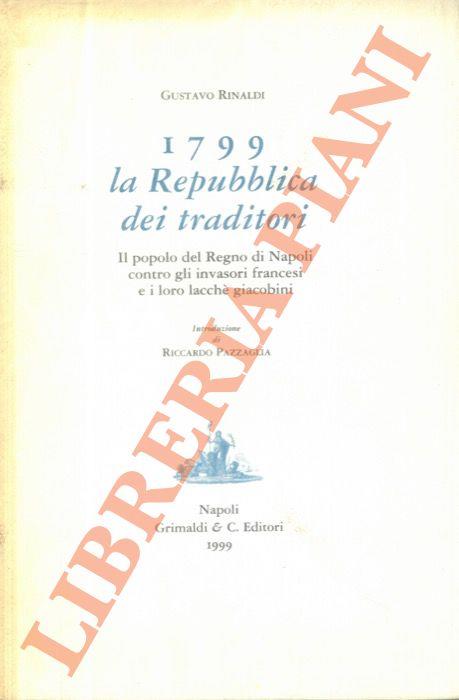 GUSTAVO RINALDI
1799
la Repubblica
dei traditori
Il popolo del Regno di Napoli
contro gli invasori francesi
e i loro lacchè giacobini
Introduzione
di
RICCARDO PAZZAGLIA
Napoli
Grimaldi & C. Editori
1999
LIBRERIA PIANI